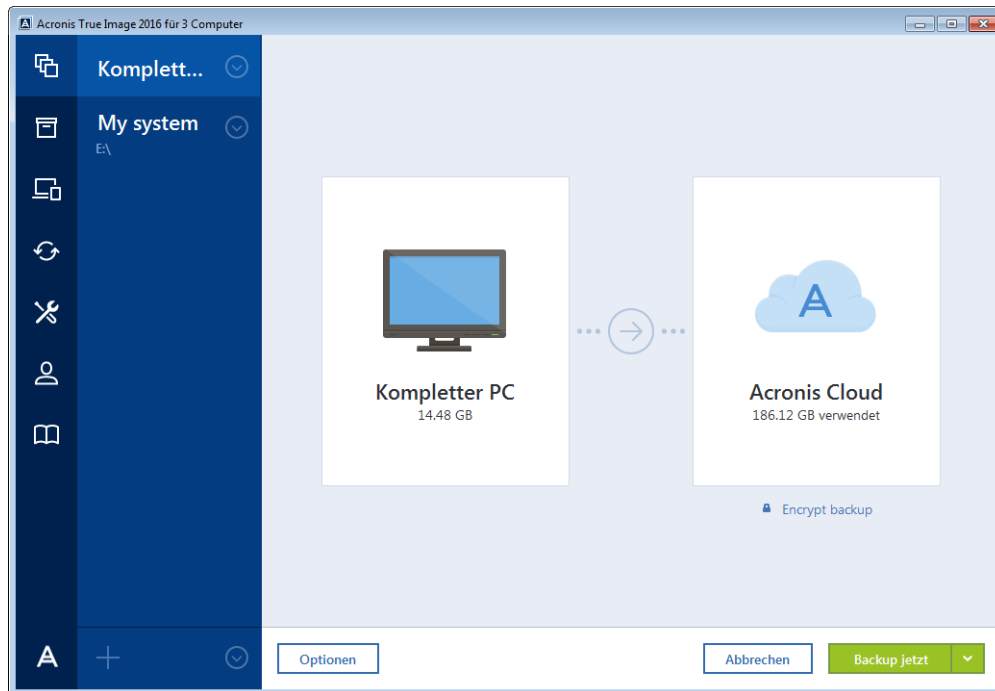 Acronis True Image 2016 für 3 Computer
Komplett...
My system
E:\
Kompletter PC
14.48 GB
Acronis Cloud
186.12 GB verwendet
Encrypt backup
Optionen
Abbrechen
Backup jetzt